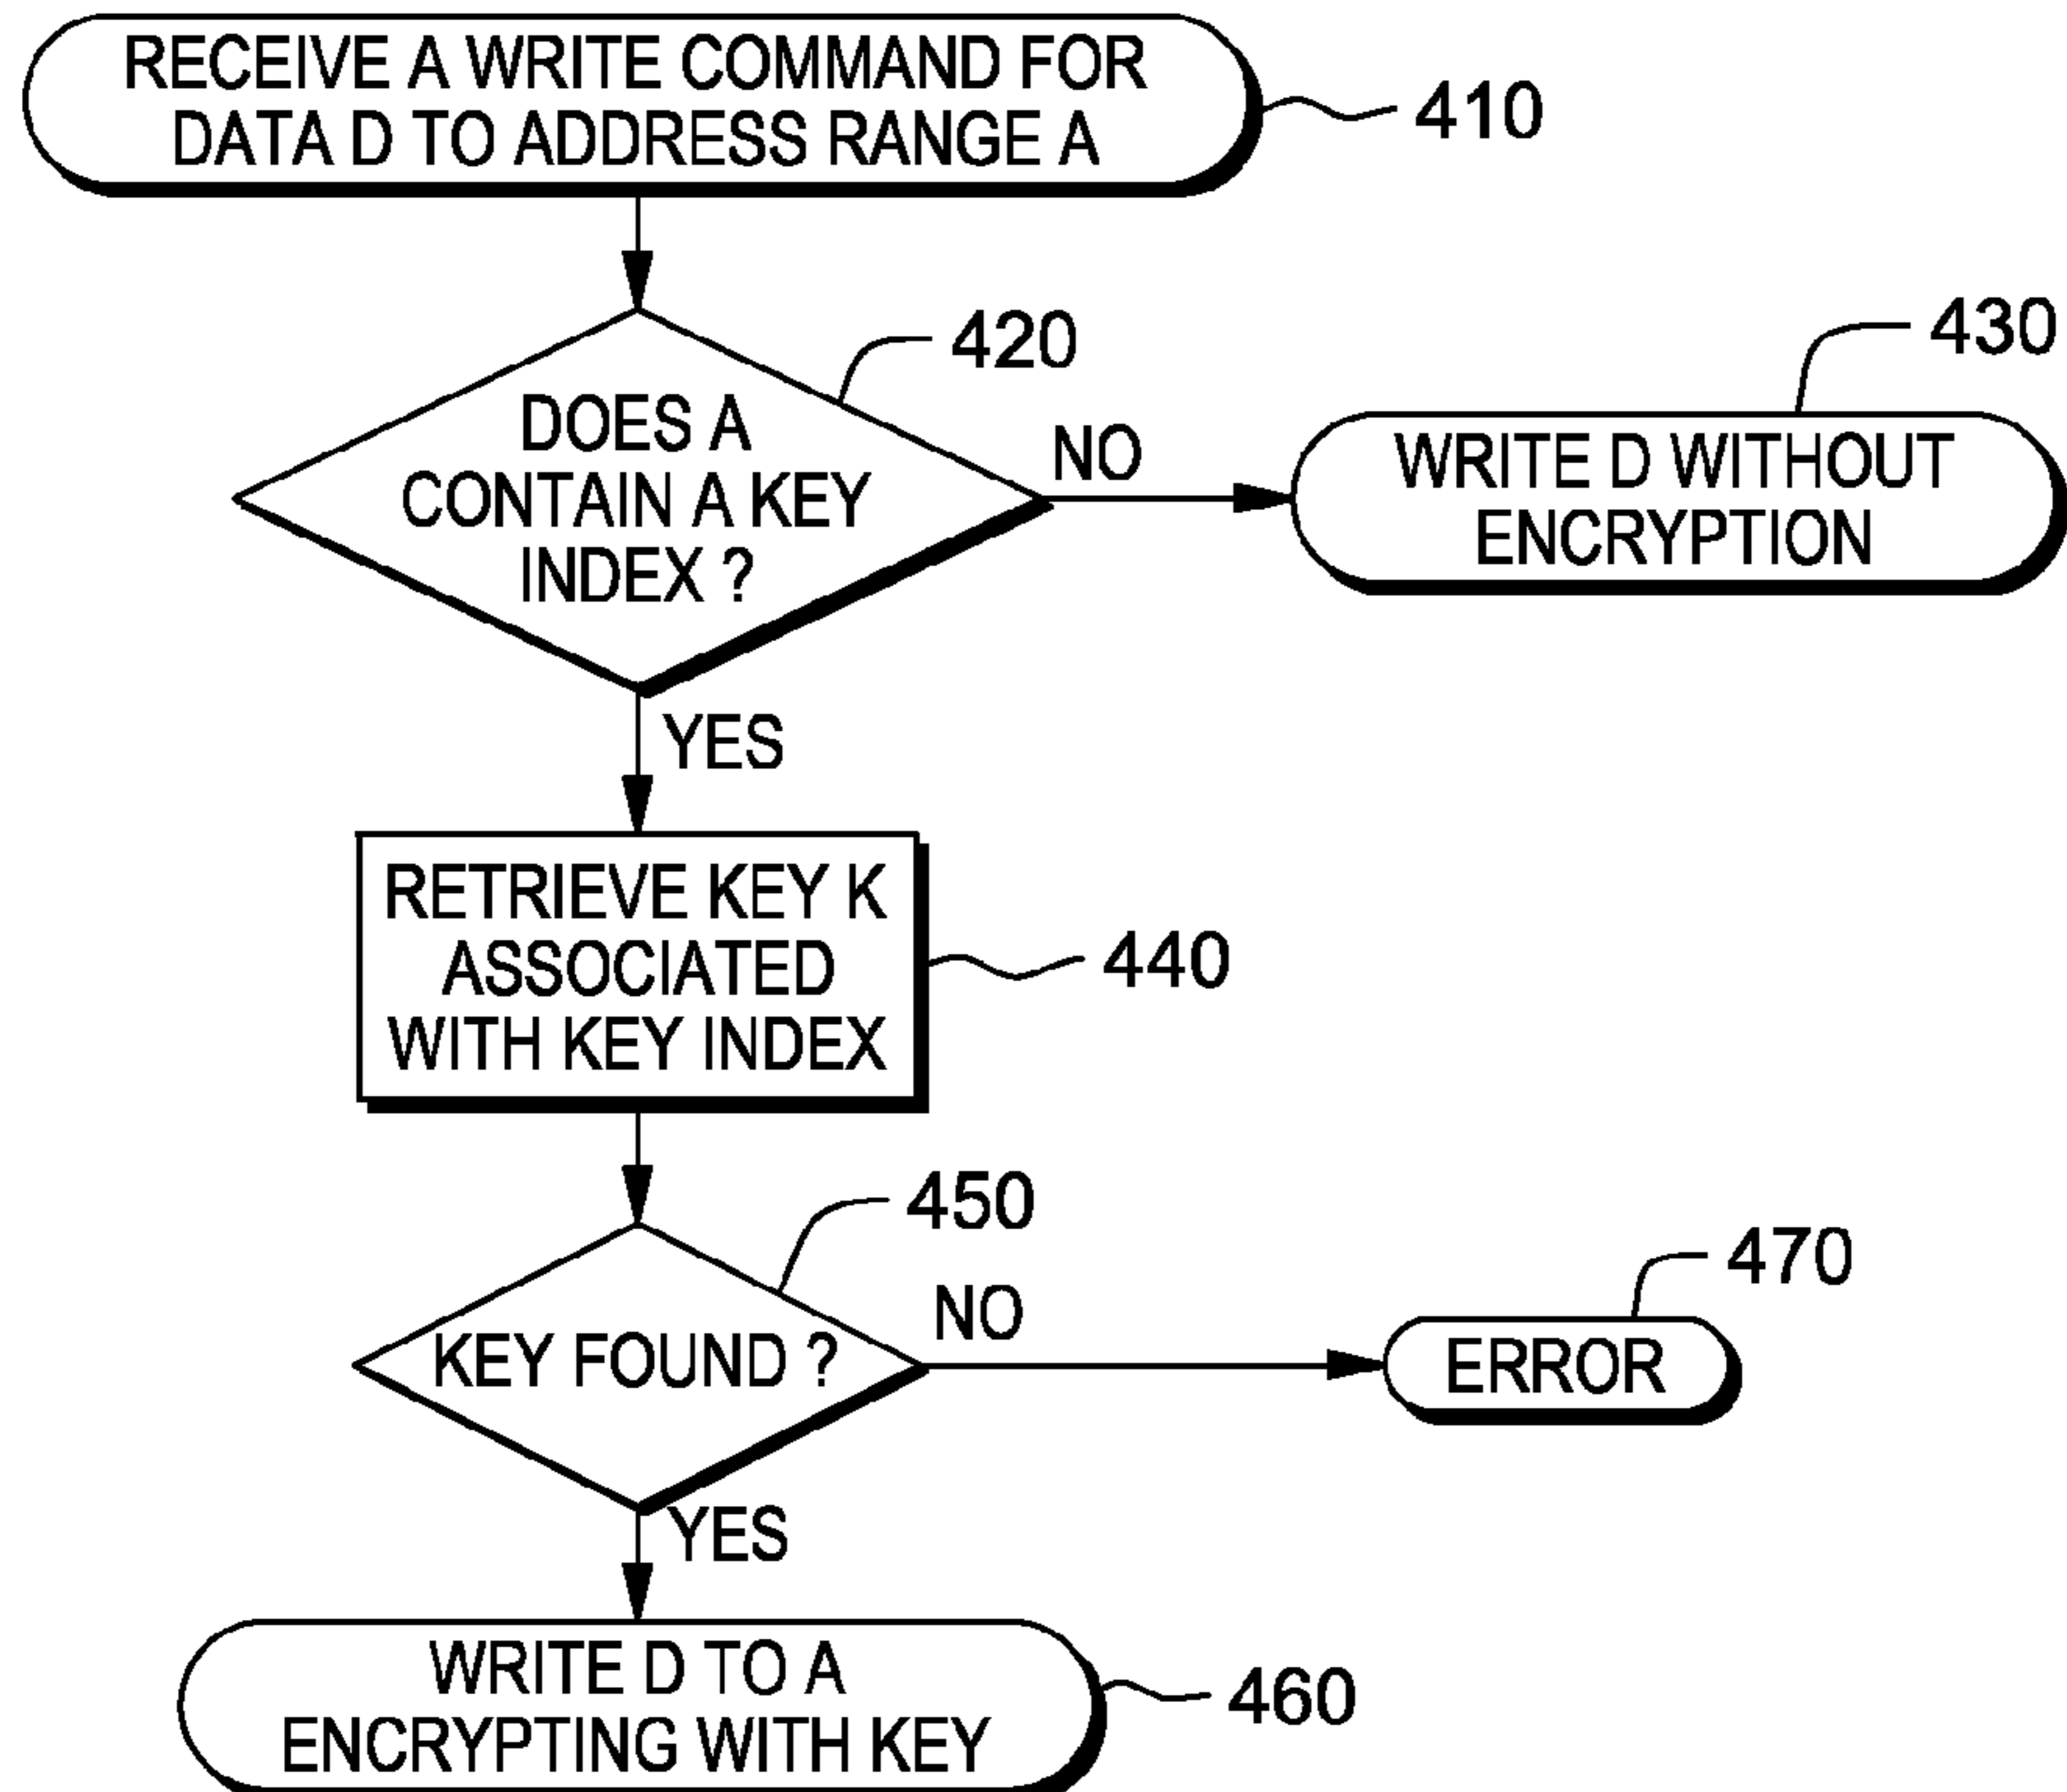 RECEIVE A WRITE COMMAND FOR
DATA D TO ADDRESS RANGE A
410
420
DOES A
CONTAIN A KEY
INDEX ?
NO
430
WRITE D WITHOUT
ENCRYPTION
YES
RETRIEVE KEY K
ASSOCIATED
WITH KEY INDEX
440
450
KEY FOUND ?
NO
470
ERROR
YES
WRITE D TO A
ENCRYPTING WITH KEY
460